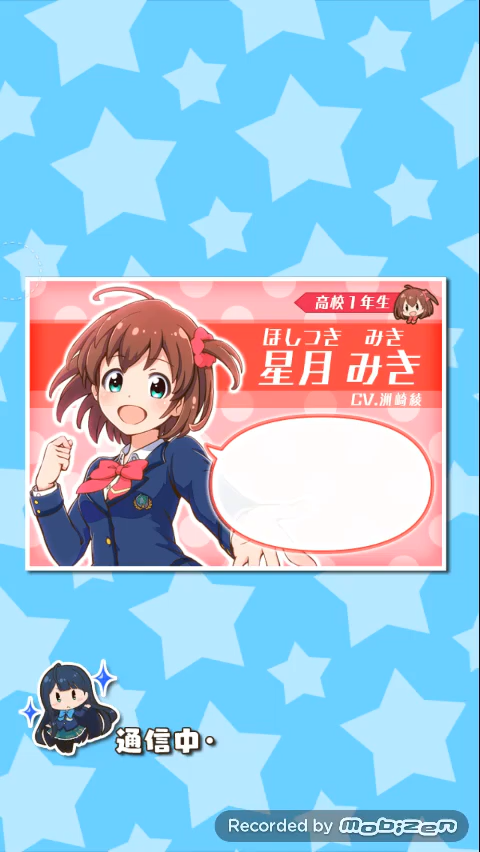 高校1年生
ほしつき みき
星月 みき
CV.洲崎綾
通信中・
Recorded by mobizen